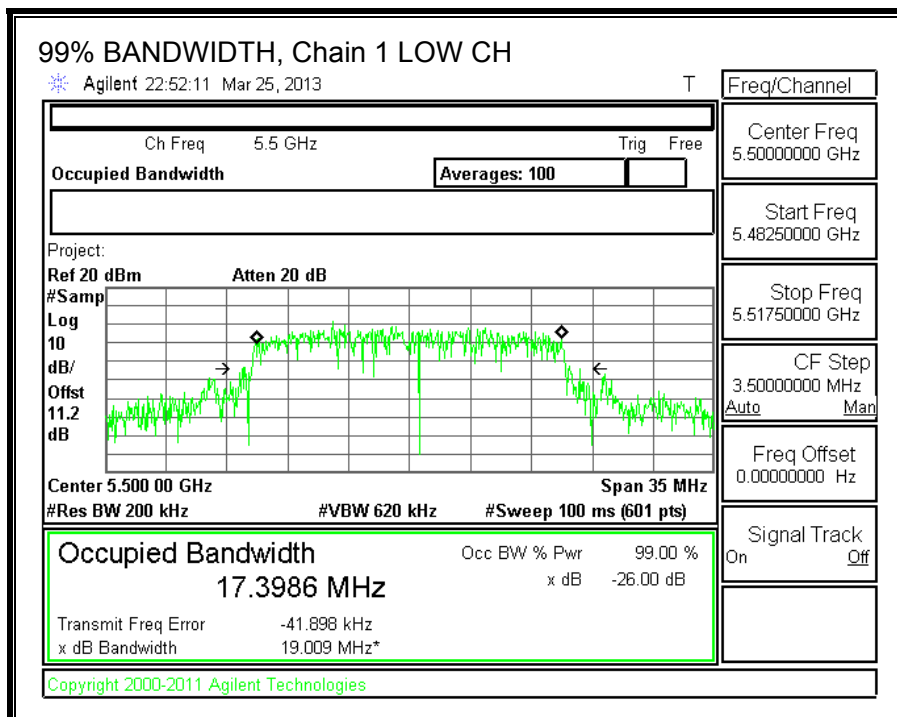 99% BANDWIDTH, Chain 1 LOW CH
Agilent 22:52:11 Mar 25, 2013 T
Freq/Channel
Ch Freq 5.5 GHz Trig Free
Occupied Bandwidth Averages: 100
Project:
Ref 20 dBm Atten 20 dB
#Samp
Log
10
dB/
Offst
11.2
dB
Center 5.500 00 GHz Span 35 MHz
#Res BW 200 kHz #VBW 620 kHz #Sweep 100 ms (601 pts)
Occupied Bandwidth Occ BW % Pwr 99.00 %
17.3986 MHz x dB -26.00 dB
Transmit Freq Error -41.898 kHz
x dB Bandwidth 19.009 MHz*
Copyright 2000-2011 Agilent Technologies
Center Freq
5.50000000 GHz
Start Freq
5.48250000 GHz
Stop Freq
5.51750000 GHz
CF Step
3.50000000 MHz
Auto Man
Freq Offset
0.00000000 Hz
Signal Track
On Off